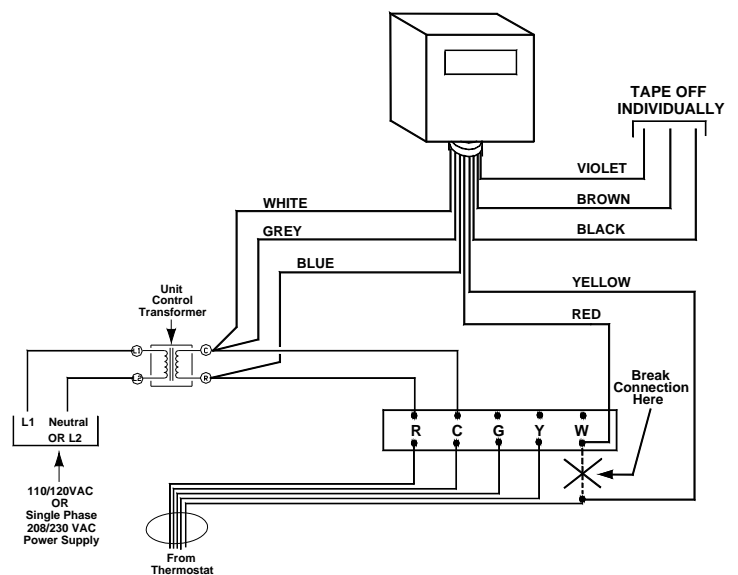 TAPE OFF
INDIVIDUALLY
VIOLET
WHITE
BROWN
GREY
BLACK
BLUE
YELLOW
Unit
Control
Transformer
RED
L1
C
L2
R
Break
Connection
Here
L1 Neutral
OR L2
R C G Y W
110/120VAC
OR
Single Phase
208/230 VAC
Power Supply
From
Thermostat